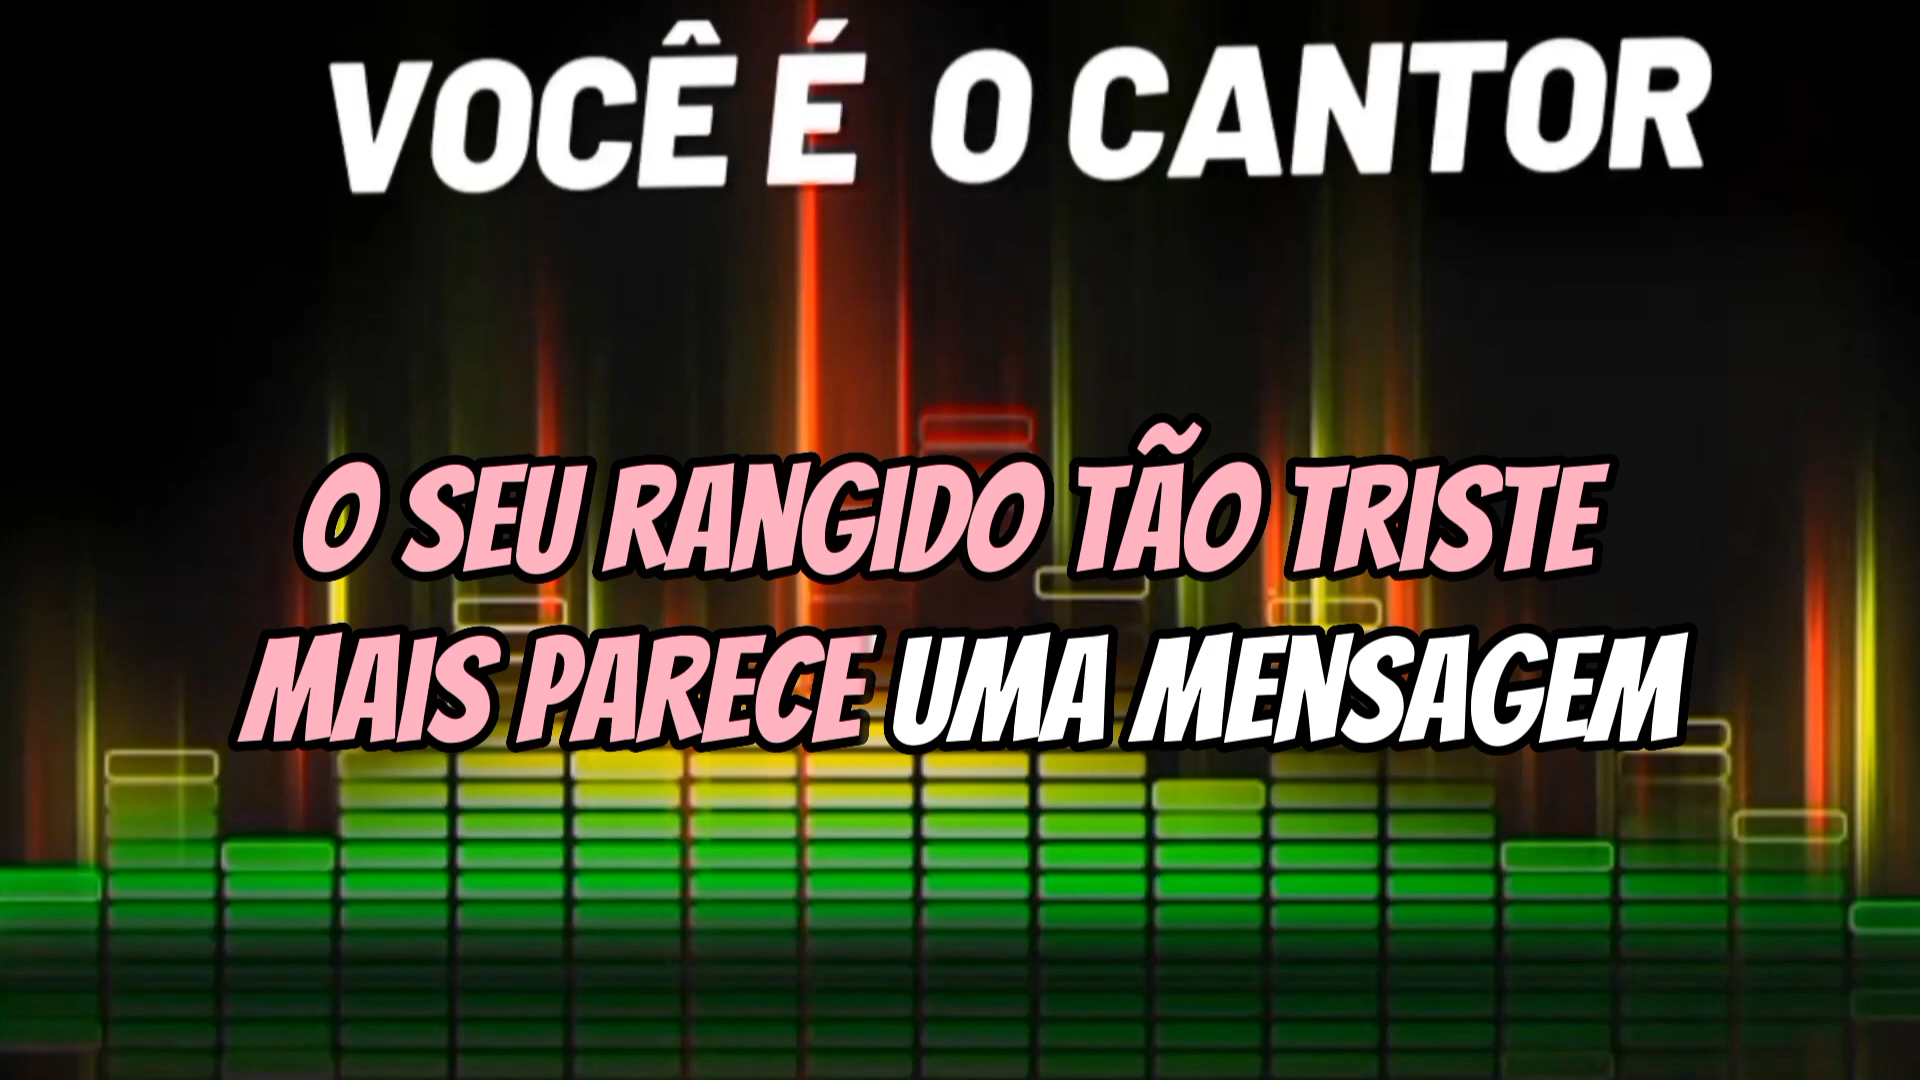 VOCÊ É O CANTOR
O SEU RANGIDO TÃO TRISTE
MAIS PARECE UMA MENSAGEM